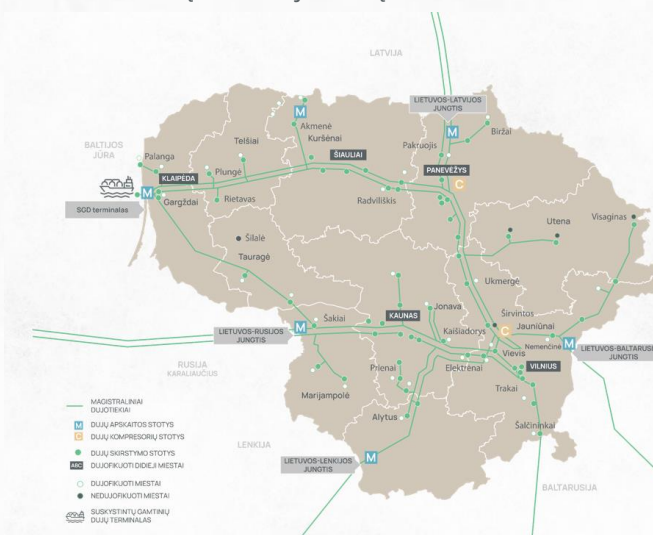 LATVIJA
LIETUVOS-LATVIJOS
JUNGTIS
M
M
Akmenė
Biržai
Kuršėnai
Pakruojis
BALTIJOS
JŪRA
Telšiai
ŠIAULIAI
Palanga
PANEVĖŽYS
KLAIPĖDA
Plungė
C
M
Gargždai
Rietavas
Radviliškis
SGD terminalas
Utena
Visaginas
Šilalė
Tauragė
Ukmergė
Jonava
Širvintos
Šakiai
KAUNAS
Kaišiadorys
C
Jauniūnai
M
LIETUVOS-RUSIJOS
JUNGTIS
Nemenčinė
M
LIETUVOS-BALTARUSI
JUNGTIS
Vievis
RUSIJA
KARALIAUČIUS
Prienai
Elektrėnai
VILNIUS
Trakai
Marijampolė
Alytus
Šalčininkai
LENKIJA
LIETUVOS-LENKIJOS
JUNGTIS
M
BALTARUSIJA
MAGISTRALINIAI
DUJOTIEKIAI
M DUJŲ APSKAITOS STOTYS
C DUJŲ KOMPRESORIŲ STOTYS
DUJŲ SKIRSTYMO STOTYS
ABC DUJOFIKUOTI DIDIEJI MIESTAI
DUJOFIKUOTI MIESTAI
NEDUJOFIKUOTI MIESTAI
SUSKYSTINTŲ GAMTINIŲ
DUJŲ TERMINALAS